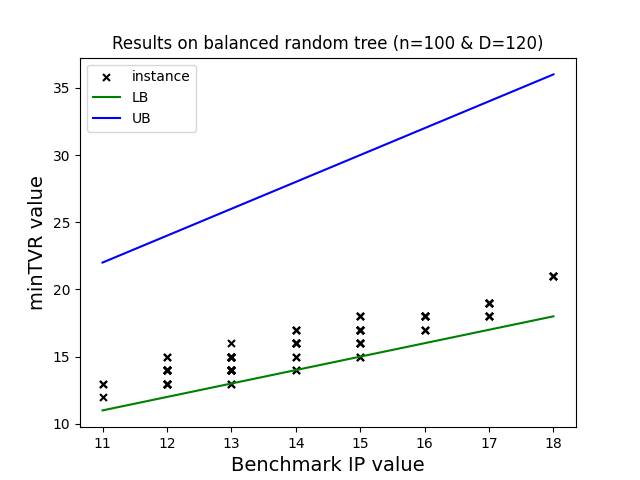 Results on balanced random tree (n=100 & D=120)
instance
LB
UB
minTVR value
35
30
25
20
15
10
11 12 13 14 15 16 17 18
Benchmark IP value